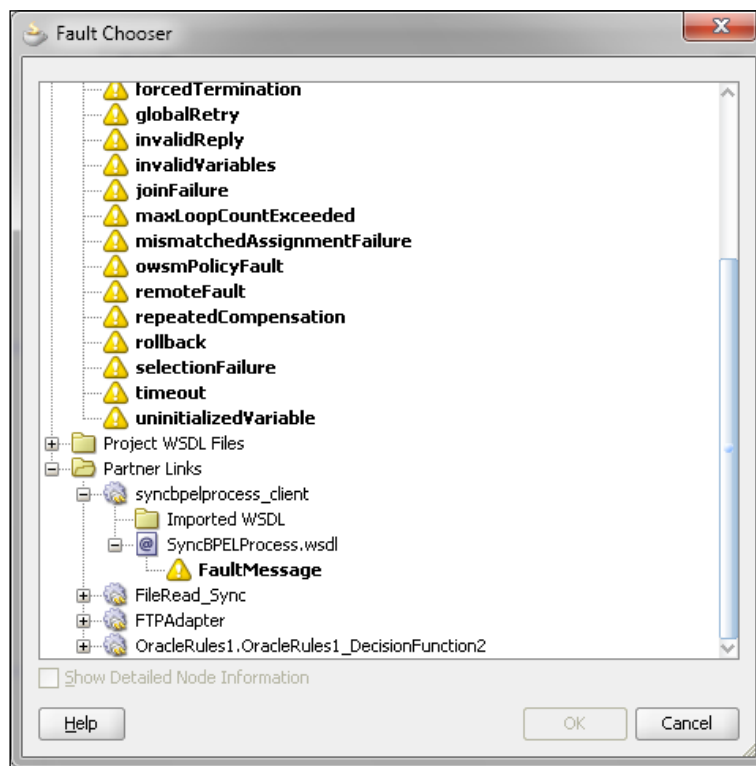 Fault Chooser
forcedTermination
globalRetry
invalidReply
invalidVariables
joinFailure
maxLoopCountExceeded
mismatchedAssignmentFailure
owsmPolicyFault
remoteFault
repeatedCompensation
rollback
selectionFailure
timeout
uninitializedVariable
Project WSDL Files
Partner Links
syncbpelprocess_client
Imported WSDL
SyncBPELProcess.wsdl
FaultMessage
FileRead_Sync
FTPAdapter
OracleRules1.OracleRules1_DecisionFunction2
Show Detailed Node Information
Help OK Cancel